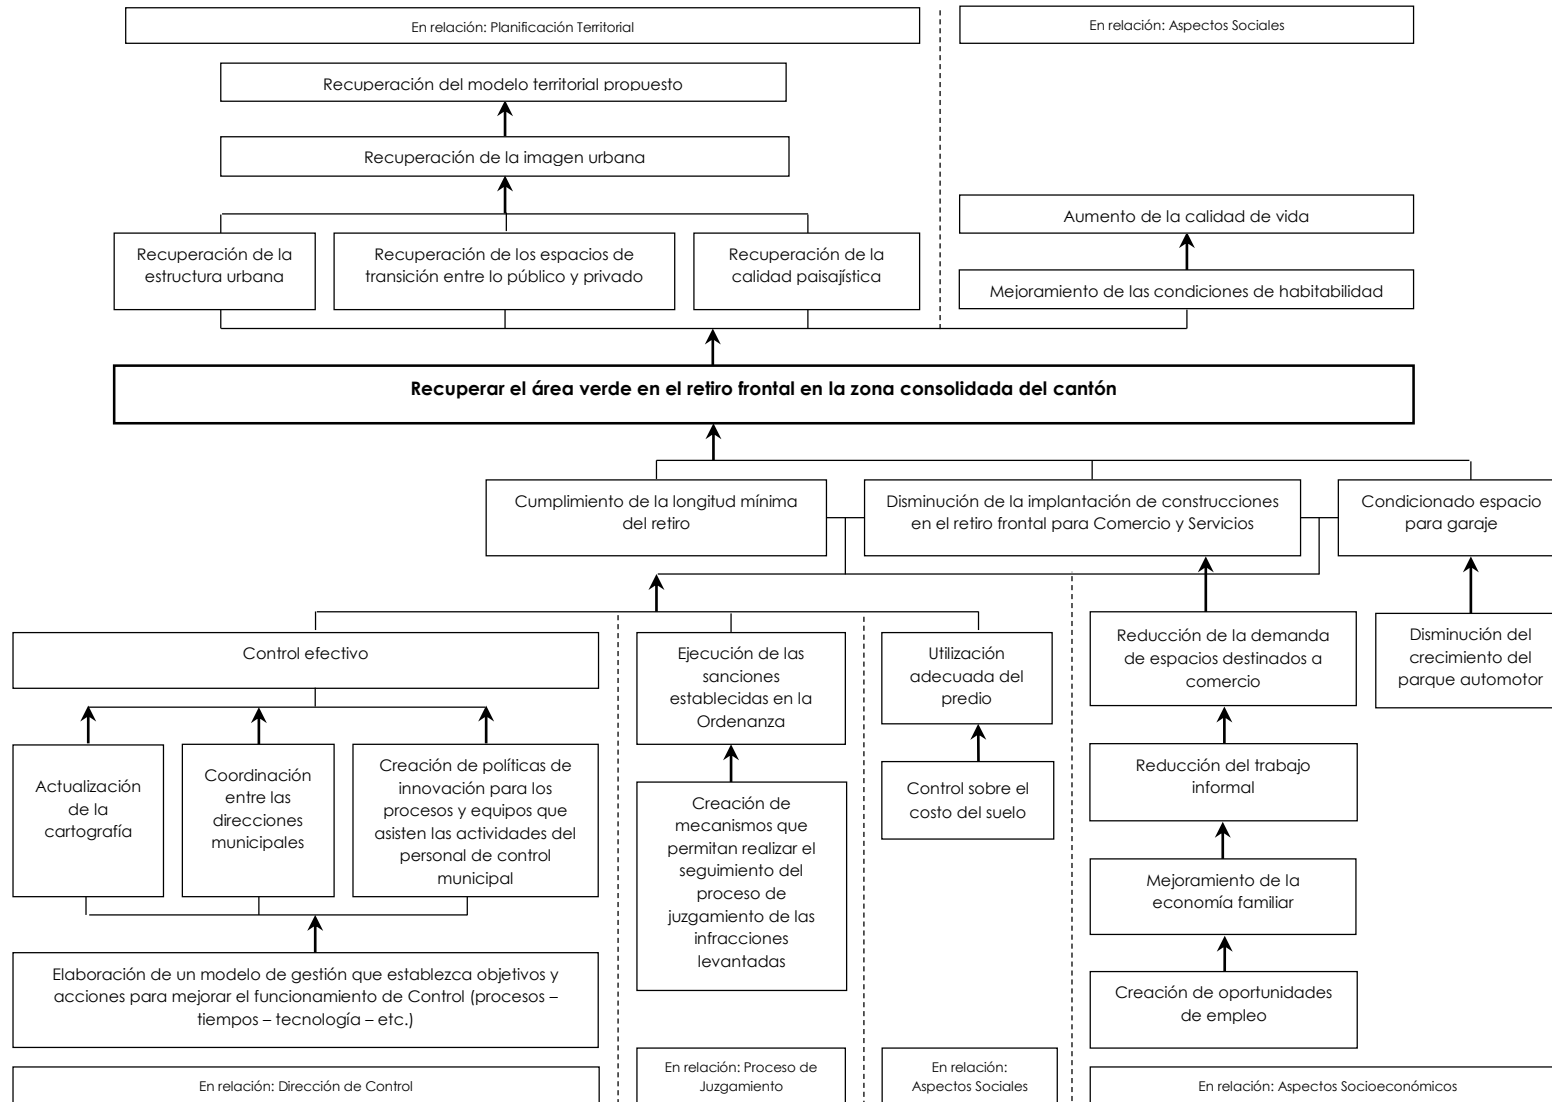 En relación: Planificación Territorial
En relación: Aspectos Sociales
Recuperación del modelo territorial propuesto
Recuperación de la imagen urbana
Recuperación de la
estructura urbana
Recuperación de los espacios de
transición entre lo público y privado
Recuperación de la
calidad paisajística
Aumento de la calidad de vida
Mejoramiento de las condiciones de habitabilidad
Recuperar el área verde en el retiro frontal en la zona consolidada del cantón
Cumplimiento de la longitud mínima
del retiro
Disminución de la implantación de construcciones
en el retiro frontal para Comercio y Servicios
Condicionado espacio
para garaje
Control efectivo
Ejecución de las
sanciones
establecidas en la
Ordenanza
Utilización
adecuada del
predio
Reducción de la demanda
de espacios destinados a
comercio
Disminución del
crecimiento del
parque automotor
Actualización
de la
cartografía
Coordinación
entre las
direcciones
municipales
Creación de políticas de
innovación para los
procesos y equipos que
asisten las actividades del
personal de control
municipal
Creación de
mecanismos que
permitan realizar el
seguimiento del
proceso de
juzgamiento de las
infracciones
levantadas
Control sobre el
costo del suelo
Reducción del trabajo
informal
Mejoramiento de la
economía familiar
Elaboración de un modelo de gestión que establezca objetivos y
acciones para mejorar el funcionamiento de Control (procesos –
tiempos – tecnología – etc.)
Creación de oportunidades
de empleo
En relación: Dirección de Control
En relación: Proceso de
Juzgamiento
En relación:
Aspectos Sociales
En relación: Aspectos Socioeconómicos